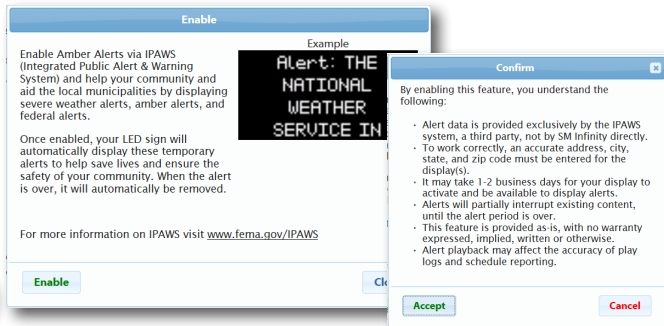 Enable
Enable Amber Alerts via IPAWS
(Integrated Public Alert & Warning
System) and help your community and
aid the local municipalities by displaying
severe weather alerts, amber alerts, and
federal alerts.
Once enabled, your LED sign will
automatically display these temporary
alerts to help save lives and ensure the
safety of your community. When the alert
is over, it will automatically be removed.
For more information on IPAWS visit www.fema.gov/IPAWS
Enable
Example
Alert: THE
NATIONAL
WEATHER
SERVICE IN
Confirm
By enabling this feature, you understand the
following:
· Alert data is provided exclusively by the IPAWS
system, a third party, not by SM Infinity directly.
· To work correctly, an accurate address, city,
state, and zip code must be entered for the
display(s).
· It may take 1-2 business days for your display to
activate and be available to display alerts.
· Alerts will partially interrupt existing content,
until the alert period is over.
· This feature is provided as-is, with no warranty
expressed, implied, written or otherwise.
· Alert playback may affect the accuracy of play
logs and schedule reporting.
Accept
Cancel